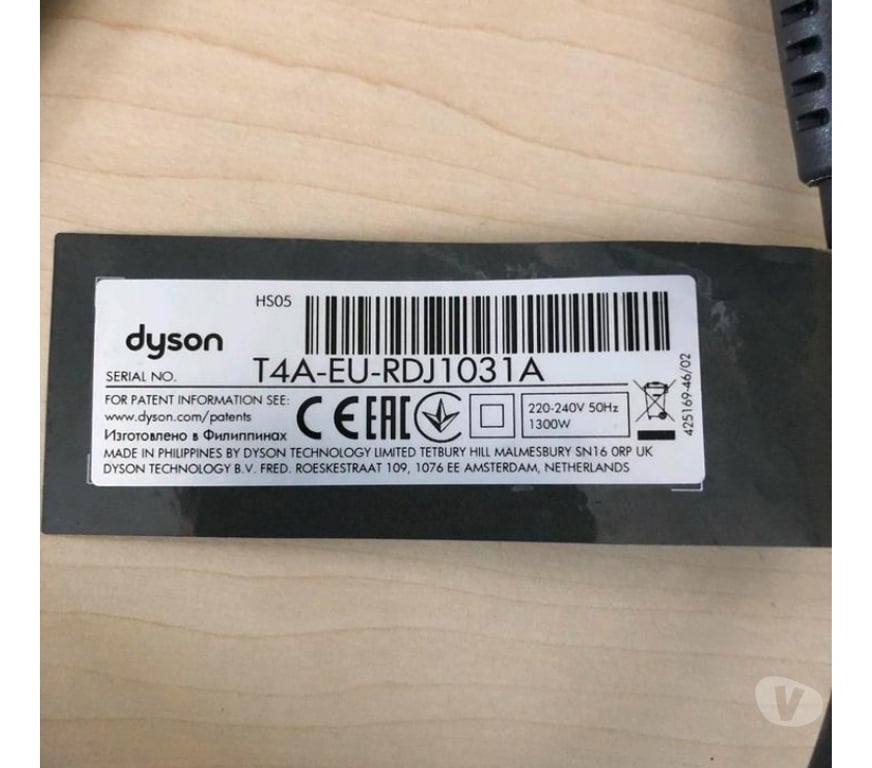 HS05
dyson
SERIAL NO. T4A-EU-RDJ1031A
FOR PATENT INFORMATION SEE:
www.dyson.com/patents
Изготовлено в Филиппинах
CE EAC
220-240V 50Hz
1300W
MADE IN PHILIPPINES BY DYSON TECHNOLOGY LIMITED TETBURY HILL MALMESBURY SN16 0RP UK
DYSON TECHNOLOGY B.V. FRED. ROESKESTRAAT 109, 1076 EE AMSTERDAM, NETHERLANDS
425169-46/02
V